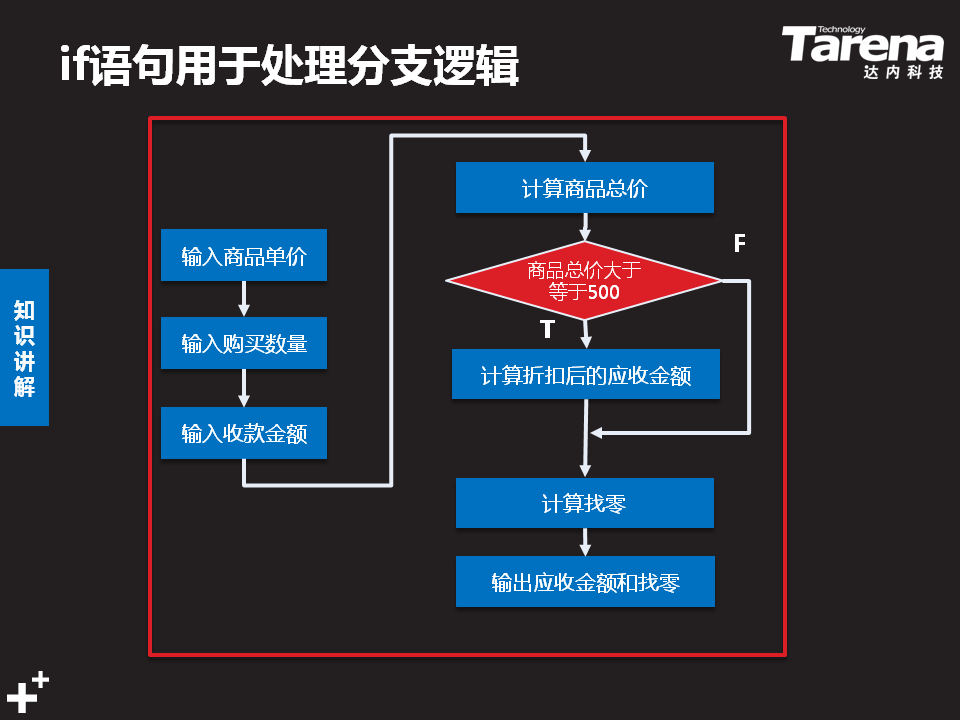 if语句用于处理分支逻辑
Technology
Tarena
达内科技
知识讲解
输入商品单价
输入购买数量
输入收款金额
计算商品总价
商品总价大于
等于500
F
T
计算折扣后的应收金额
计算找零
输出应收金额和找零